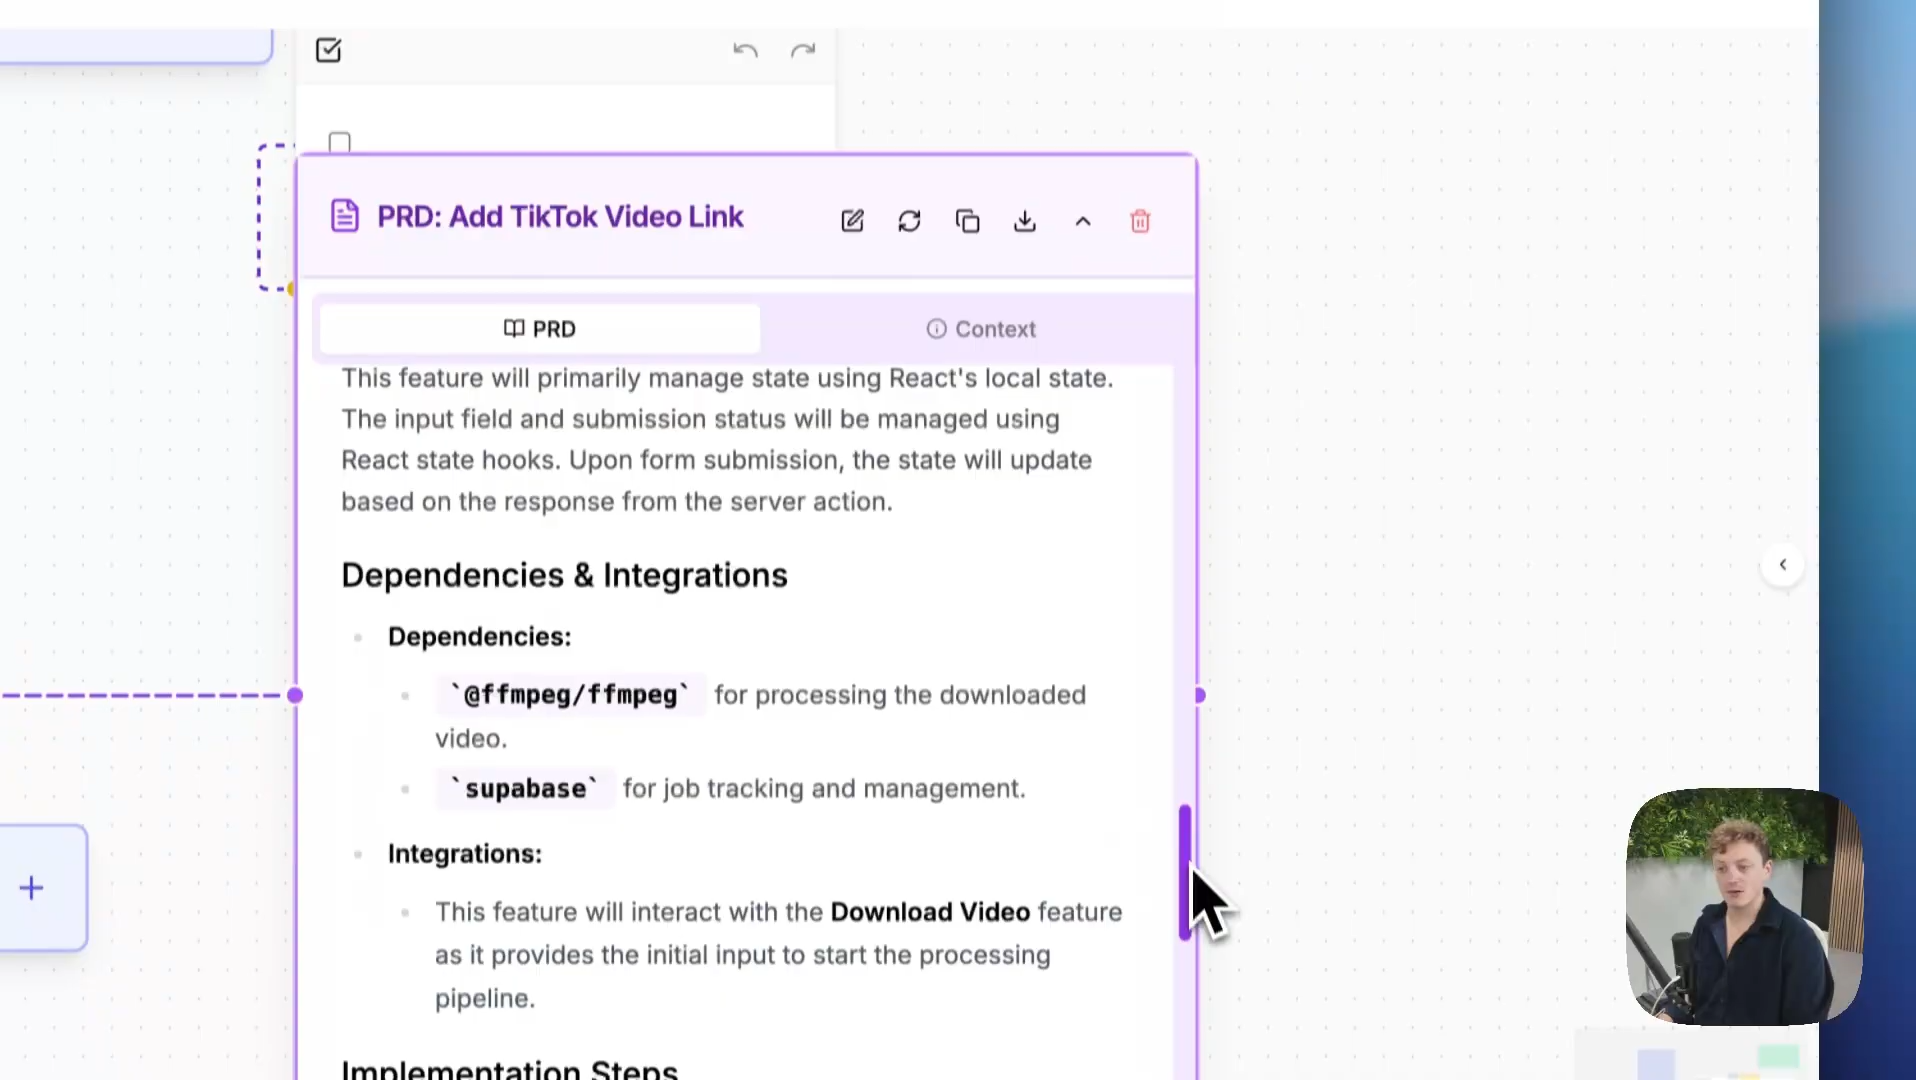 PRD: Add TikTok Video Link
PRD
Context
This feature will primarily manage state using React's local state.
The input field and submission status will be managed using
React state hooks. Upon form submission, the state will update
based on the response from the server action.
Dependencies & Integrations
Dependencies:
`@ffmpeg/ffmpeg` for processing the downloaded
video.
`supabase` for job tracking and management.
Integrations:
This feature will interact with the Download Video feature
as it provides the initial input to start the processing
pipeline.
Implementation Steps